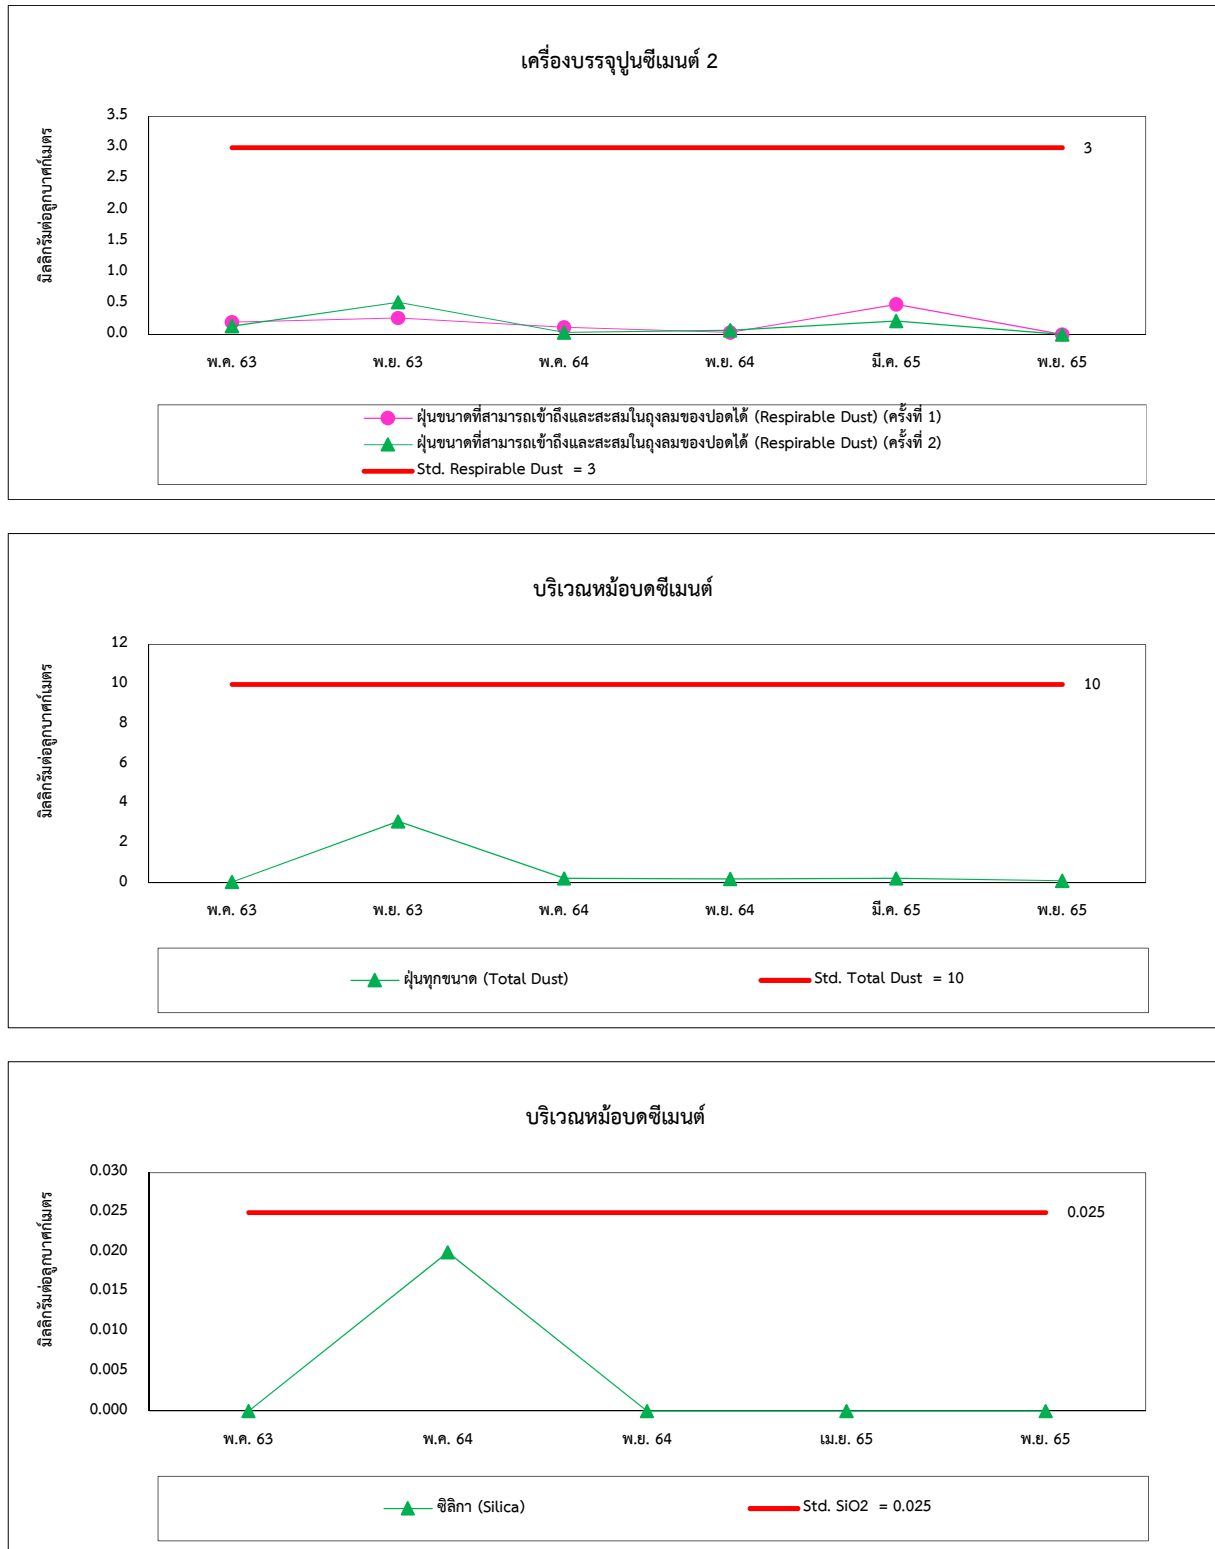 เครื่องบรรจุปูนซีเมนต์ 2
มิลลิกรัมต่อลูกบาศก์เมตร
3.5
3.0
2.5
2.0
1.5
1.0
0.5
0.0
3
พ.ค. 63 พ.ย. 63 พ.ค. 64 พ.ย. 64 มี.ค. 65 พ.ย. 65
ฝุ่นขนาดที่สามารถเข้าถึงและสะสมในถุงลมของปอดได้ (Respirable Dust) (ครั้งที่ 1)
ฝุ่นขนาดที่สามารถเข้าถึงและสะสมในถุงลมของปอดได้ (Respirable Dust) (ครั้งที่ 2)
Std. Respirable Dust = 3
บริเวณหม้อบดซีเมนต์
มิลลิกรัมต่อลูกบาศก์เมตร
12
10
8
6
4
2
0
10
พ.ค. 63 พ.ย. 63 พ.ค. 64 พ.ย. 64 มี.ค. 65 พ.ย. 65
ฝุ่นทุกขนาด (Total Dust) Std. Total Dust = 10
บริเวณหม้อบดซีเมนต์
มิลลิกรัมต่อลูกบาศก์เมตร
0.030
0.025
0.020
0.015
0.010
0.005
0.000
0.025
พ.ค. 63 พ.ค. 64 พ.ย. 64 เม.ย. 65 พ.ย. 65
ซิลิกา (Silica) Std. SiO2 = 0.025